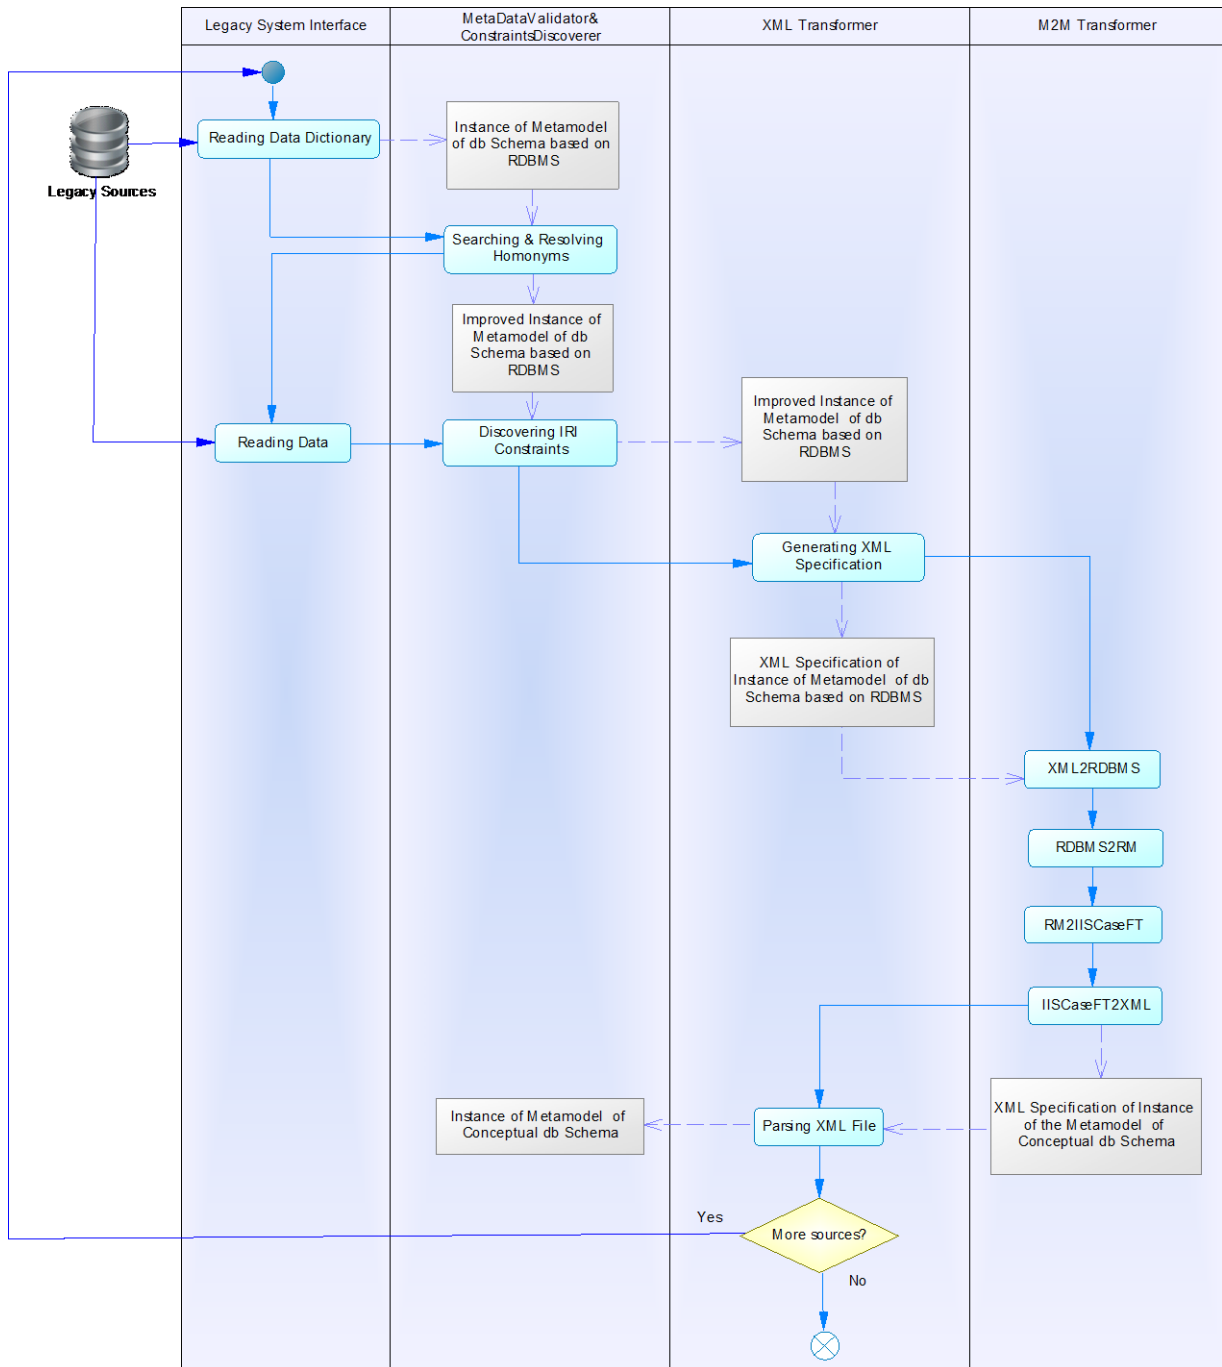 Legacy System Interface
MetaDataValidator&
ConstraintsDiscoverer
XML Transformer
M2M Transformer
Legacy Sources
Reading Data Dictionary
Instance of Metamodel
of db Schema based on
RDBMS
Searching & Resolving
Homonyms
Improved Instance of
Metamodel of db
Schema based on
RDBMS
Reading Data
Discovering IRI
Constraints
Improved Instance of
Metamodel of db
Schema based on
RDBMS
Generating XML
Specification
XML Specification of
Instance of Metamodel of db
Schema based on RDBMS
XML2RDBMS
RDBMS2RM
RM2IISCaseFT
IISCaseFT2XML
Instance of Metamodel of
Conceptual db Schema
Parsing XML File
XML Specification of Instance
of the Metamodel of
Conceptual db Schema
Yes
More sources?
No